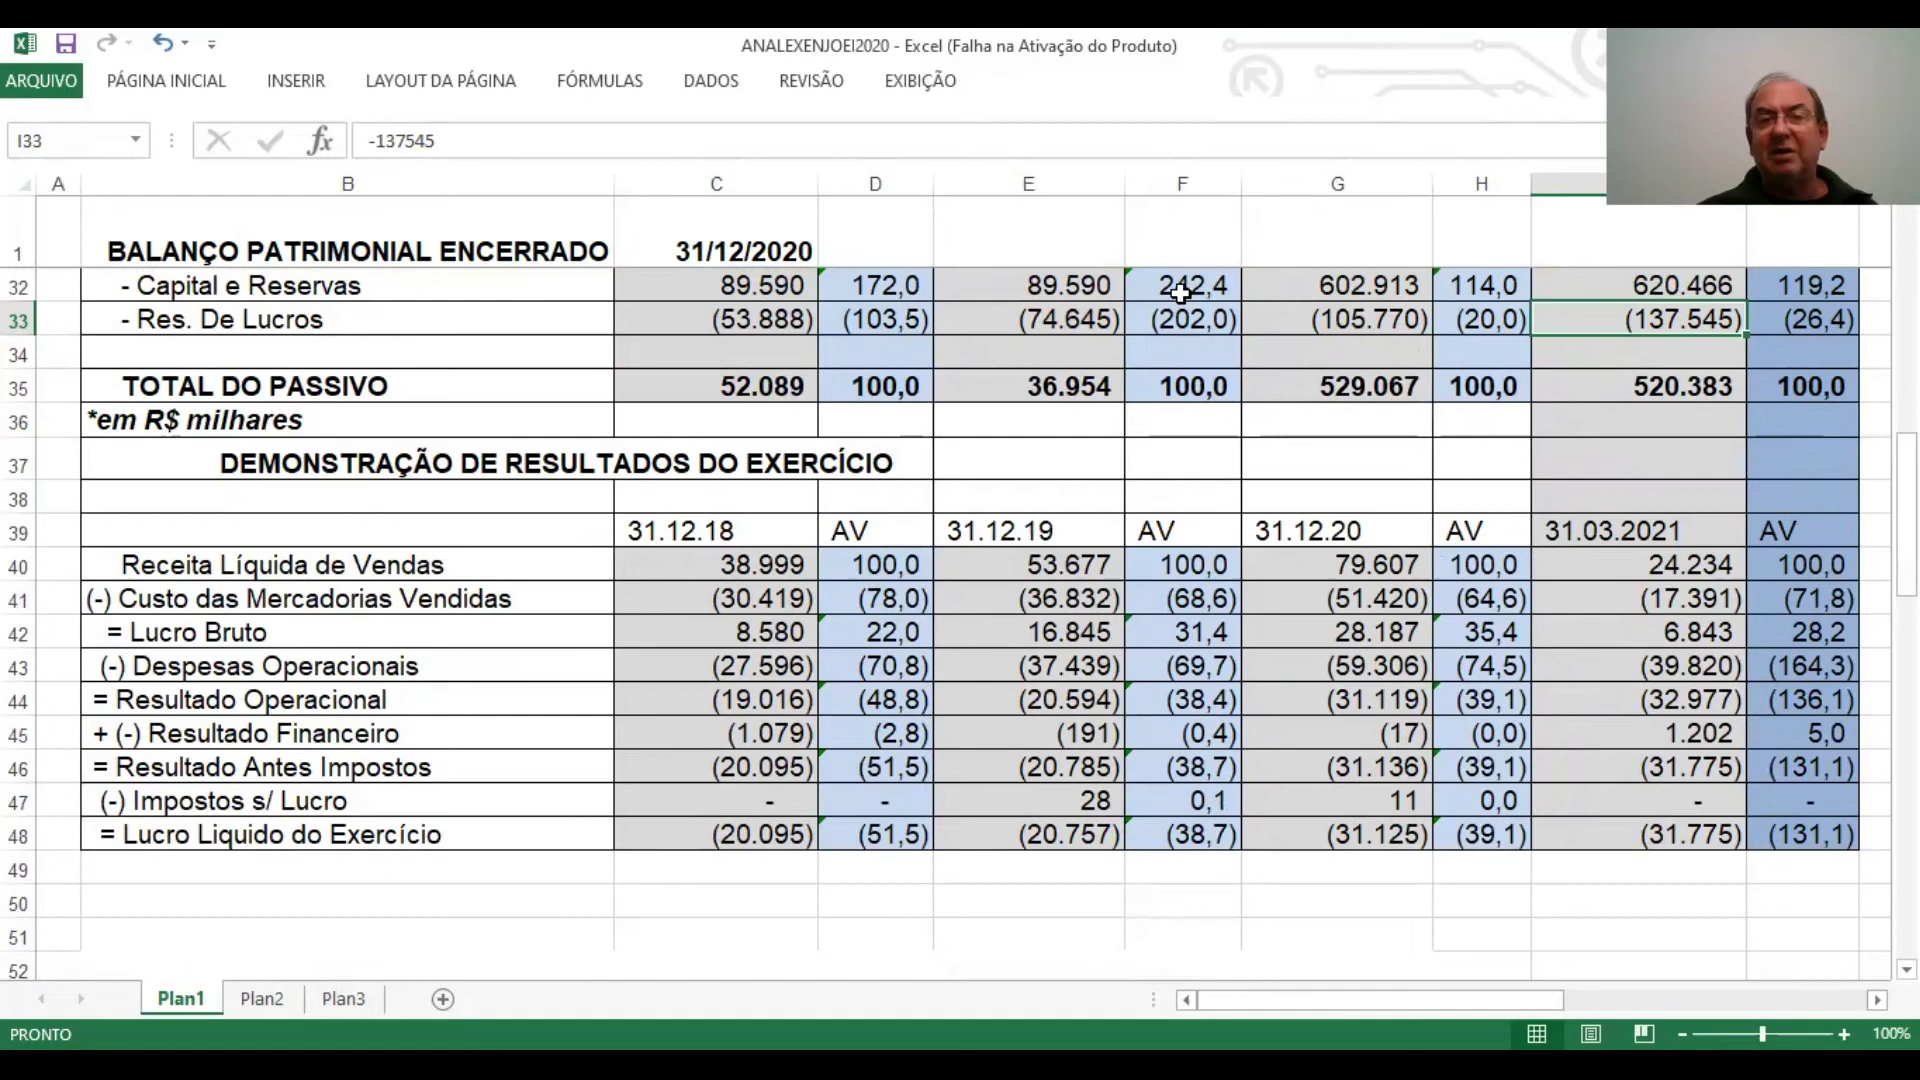 ANALEXENJOEI2020 - Excel (Falha na Ativação do Produto)
ARQUIVO PÁGINA INICIAL INSERIR LAYOUT DA PÁGINA FÓRMULAS DADOS REVISÃO EXIBIÇÃO
I33 fx -137545
A B C D E F G H
1 BALANÇO PATRIMONIAL ENCERRADO 31/12/2020
32 - Capital e Reservas 89.590 172,0 89.590 242,4 602.913 114,0 620.466 119,2
33 - Res. De Lucros (53.888) (103,5) (74.645) (202,0) (105.770) (20,0) (137.545) (26,4)
34
35 TOTAL DO PASSIVO 52.089 100,0 36.954 100,0 529.067 100,0 520.383 100,0
36 *em R$ milhares
37 DEMONSTRAÇÃO DE RESULTADOS DO EXERCÍCIO
38
39 31.12.18 AV 31.12.19 AV 31.12.20 AV 31.03.2021 AV
40 Receita Líquida de Vendas 38.999 100,0 53.677 100,0 79.607 100,0 24.234 100,0
41 (-) Custo das Mercadorias Vendidas (30.419) (78,0) (36.832) (68,6) (51.420) (64,6) (17.391) (71,8)
42 = Lucro Bruto 8.580 22,0 16.845 31,4 28.187 35,4 6.843 28,2
43 (-) Despesas Operacionais (27.596) (70,8) (37.439) (69,7) (59.306) (74,5) (39.820) (164,3)
44 = Resultado Operacional (19.016) (48,8) (20.594) (38,4) (31.119) (39,1) (32.977) (136,1)
45 + (-) Resultado Financeiro (1.079) (2,8) (191) (0,4) (17) (0,0) 1.202 5,0
46 = Resultado Antes Impostos (20.095) (51,5) (20.785) (38,7) (31.136) (39,1) (31.775) (131,1)
47 (-) Impostos s/ Lucro - - 28 0,1 11 0,0 - -
48 = Lucro Liquido do Exercício (20.095) (51,5) (20.757) (38,7) (31.125) (39,1) (31.775) (131,1)
49
50
51
52
Plan1 Plan2 Plan3
PRONTO 100%